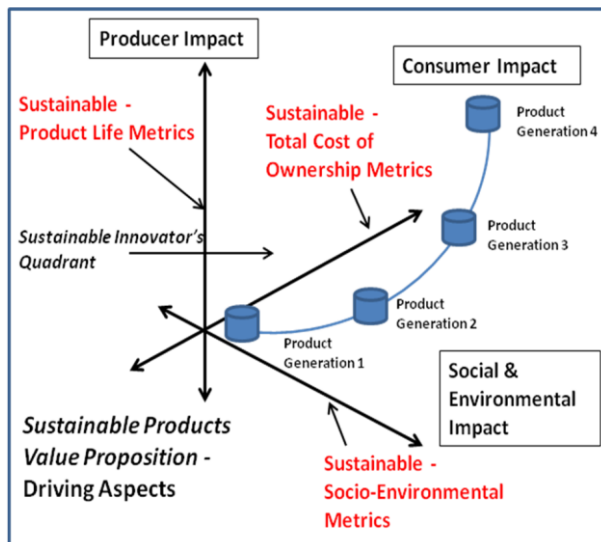 Producer Impact
Consumer Impact
Sustainable -
Product Life Metrics
Sustainable -
Total Cost of
Ownership Metrics
Product
Generation 4
Sustainable Innovator's
Quadrant
Product
Generation 3
Product
Generation 2
Product
Generation 1
Social &
Environmental
Impact
Sustainable Products
Value Proposition -
Driving Aspects
Sustainable -
Socio-Environmental
Metrics